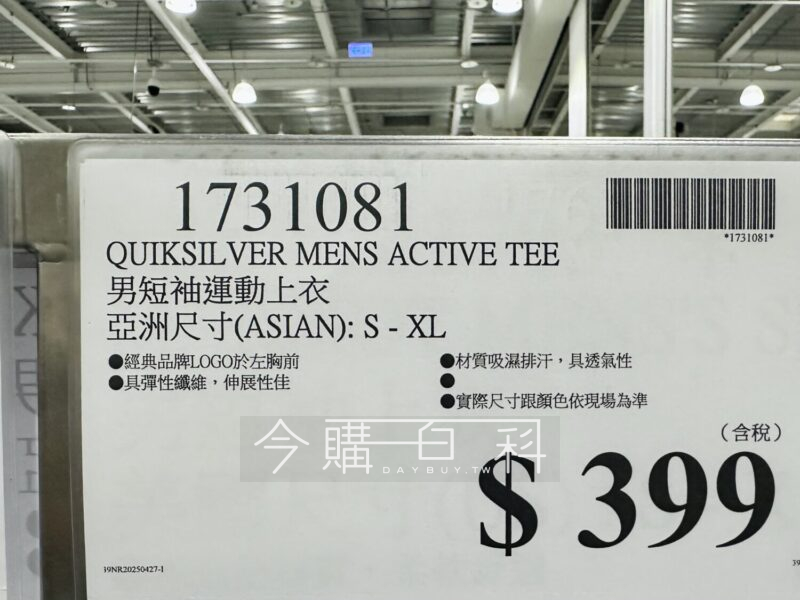 1731081
*1731081*
QUIKSILVER MENS ACTIVE TEE
男短袖運動上衣
亞洲尺寸(ASIAN): S - XL
●經典品牌LOGO於左胸前
●具彈性纖維，伸展性佳
●材質吸濕排汗，具透氣性
●
●實際尺寸跟顏色依現場為準
（含稅）
$ 399
今購百科
DAYBUY.TW
39NR20250427-1
39